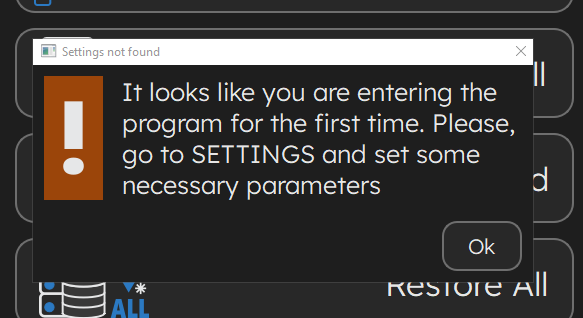 Settings not found
ll
It looks like you are entering the
program for the first time. Please,
go to SETTINGS and set some
necessary parameters
d
Ok
Restore All
ALL